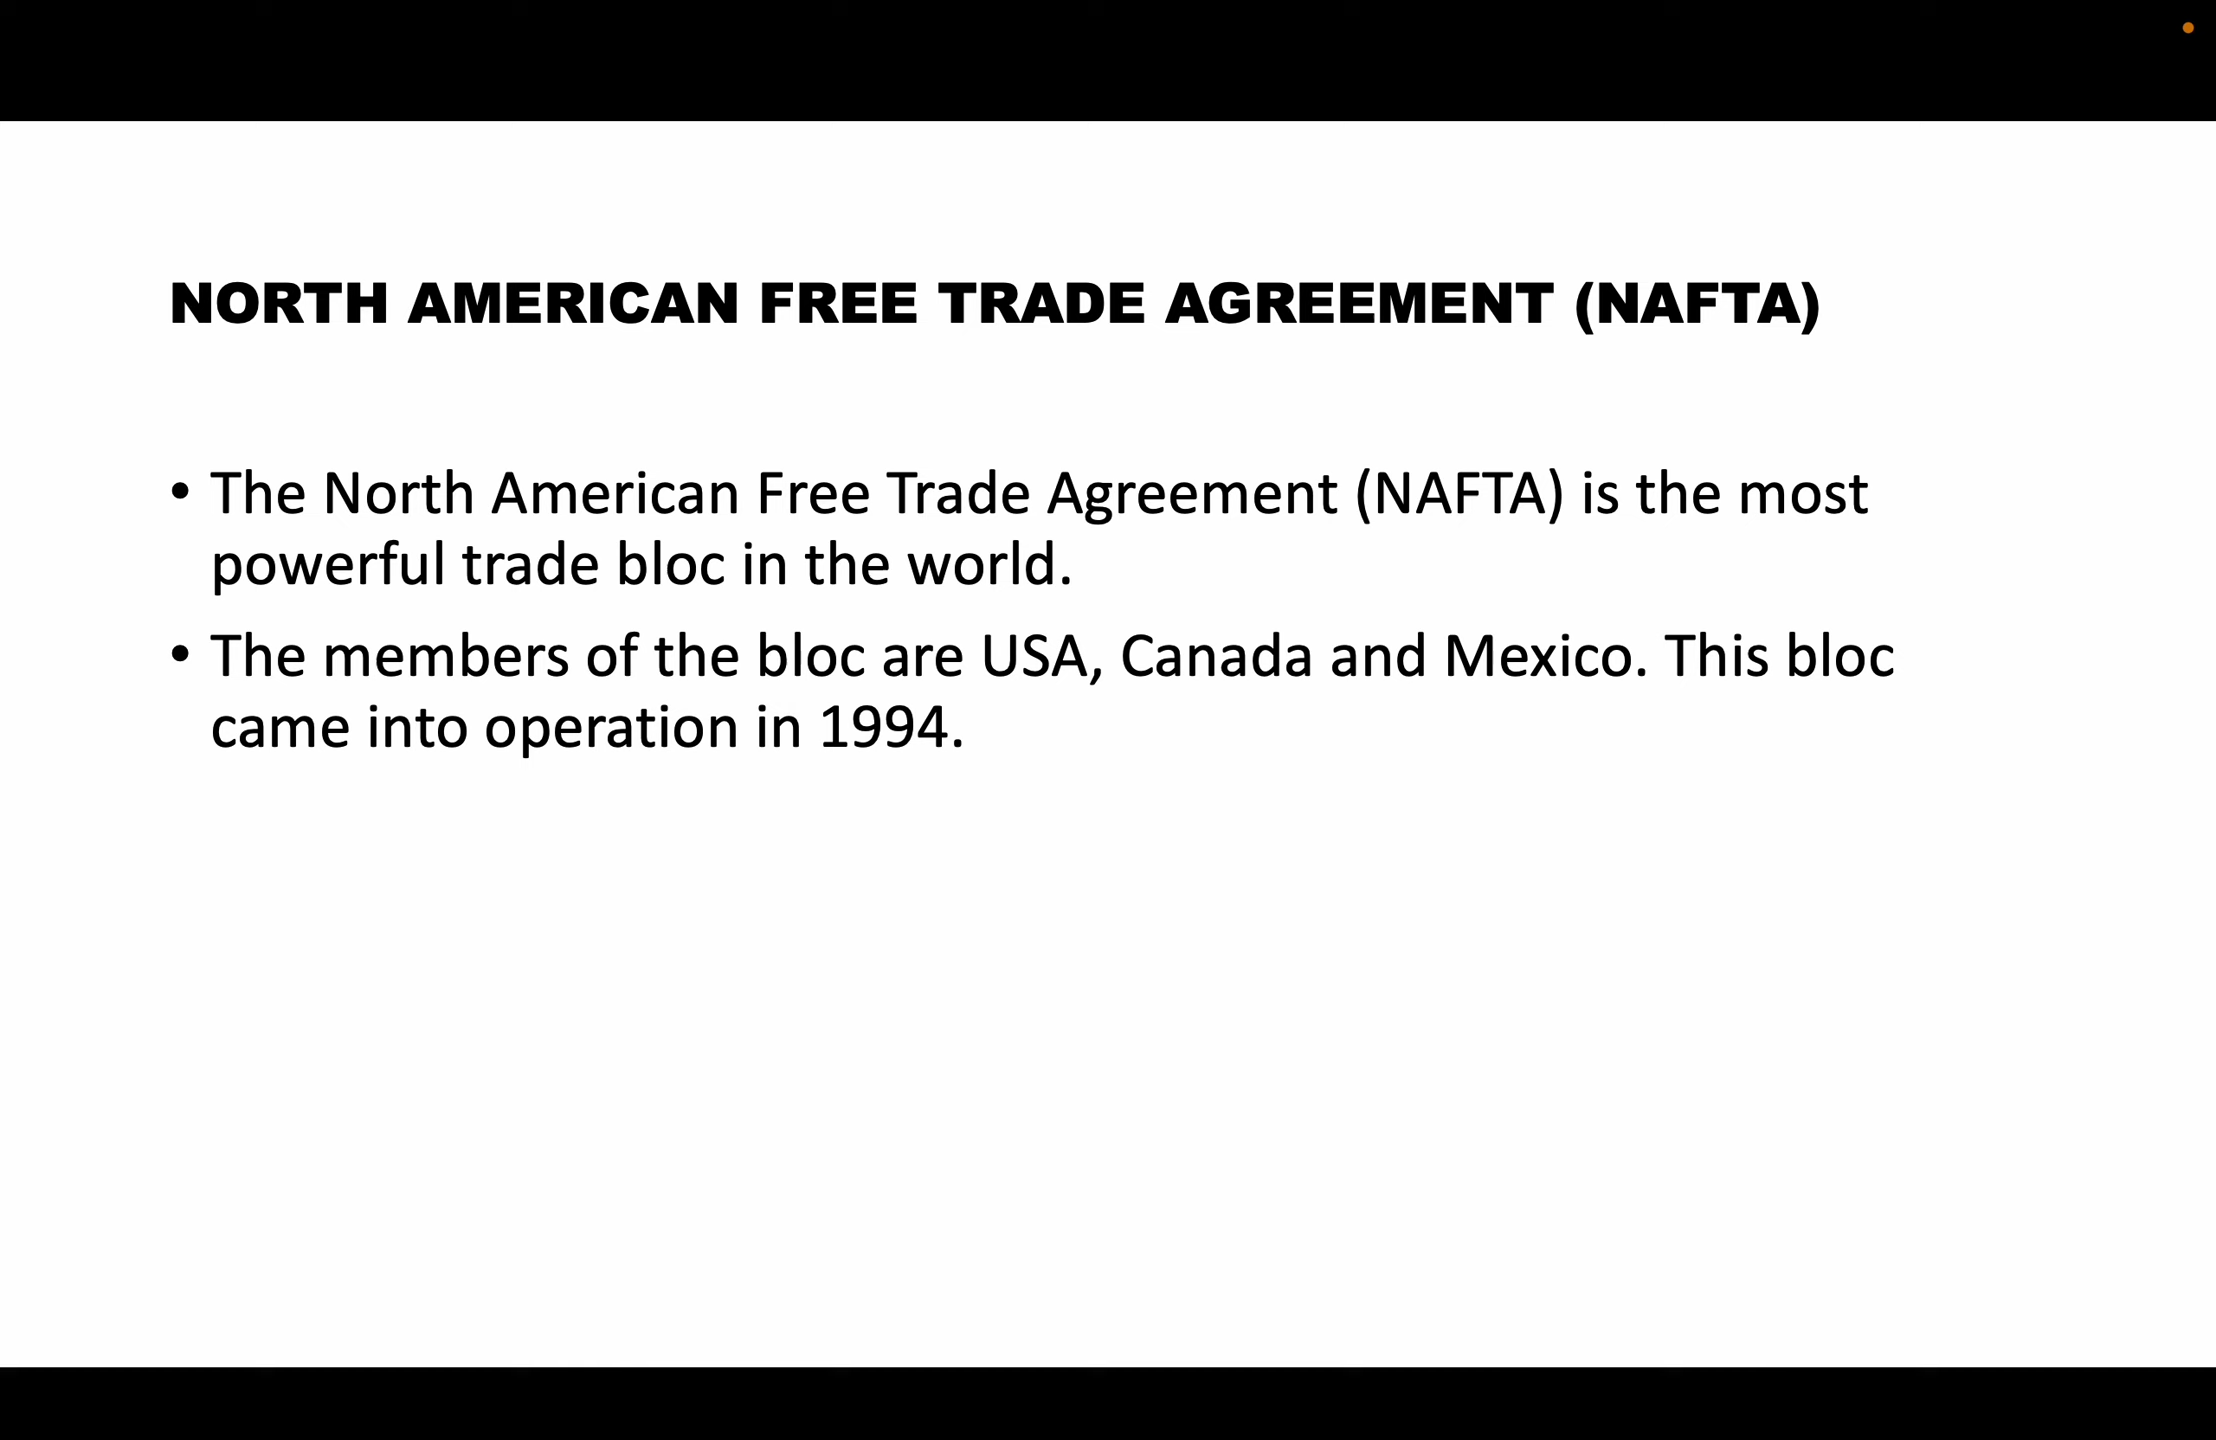 NORTH AMERICAN FREE TRADE AGREEMENT (NAFTA)
• The North American Free Trade Agreement (NAFTA) is the most
powerful trade bloc in the world.
• The members of the bloc are USA, Canada and Mexico. This bloc
came into operation in 1994.